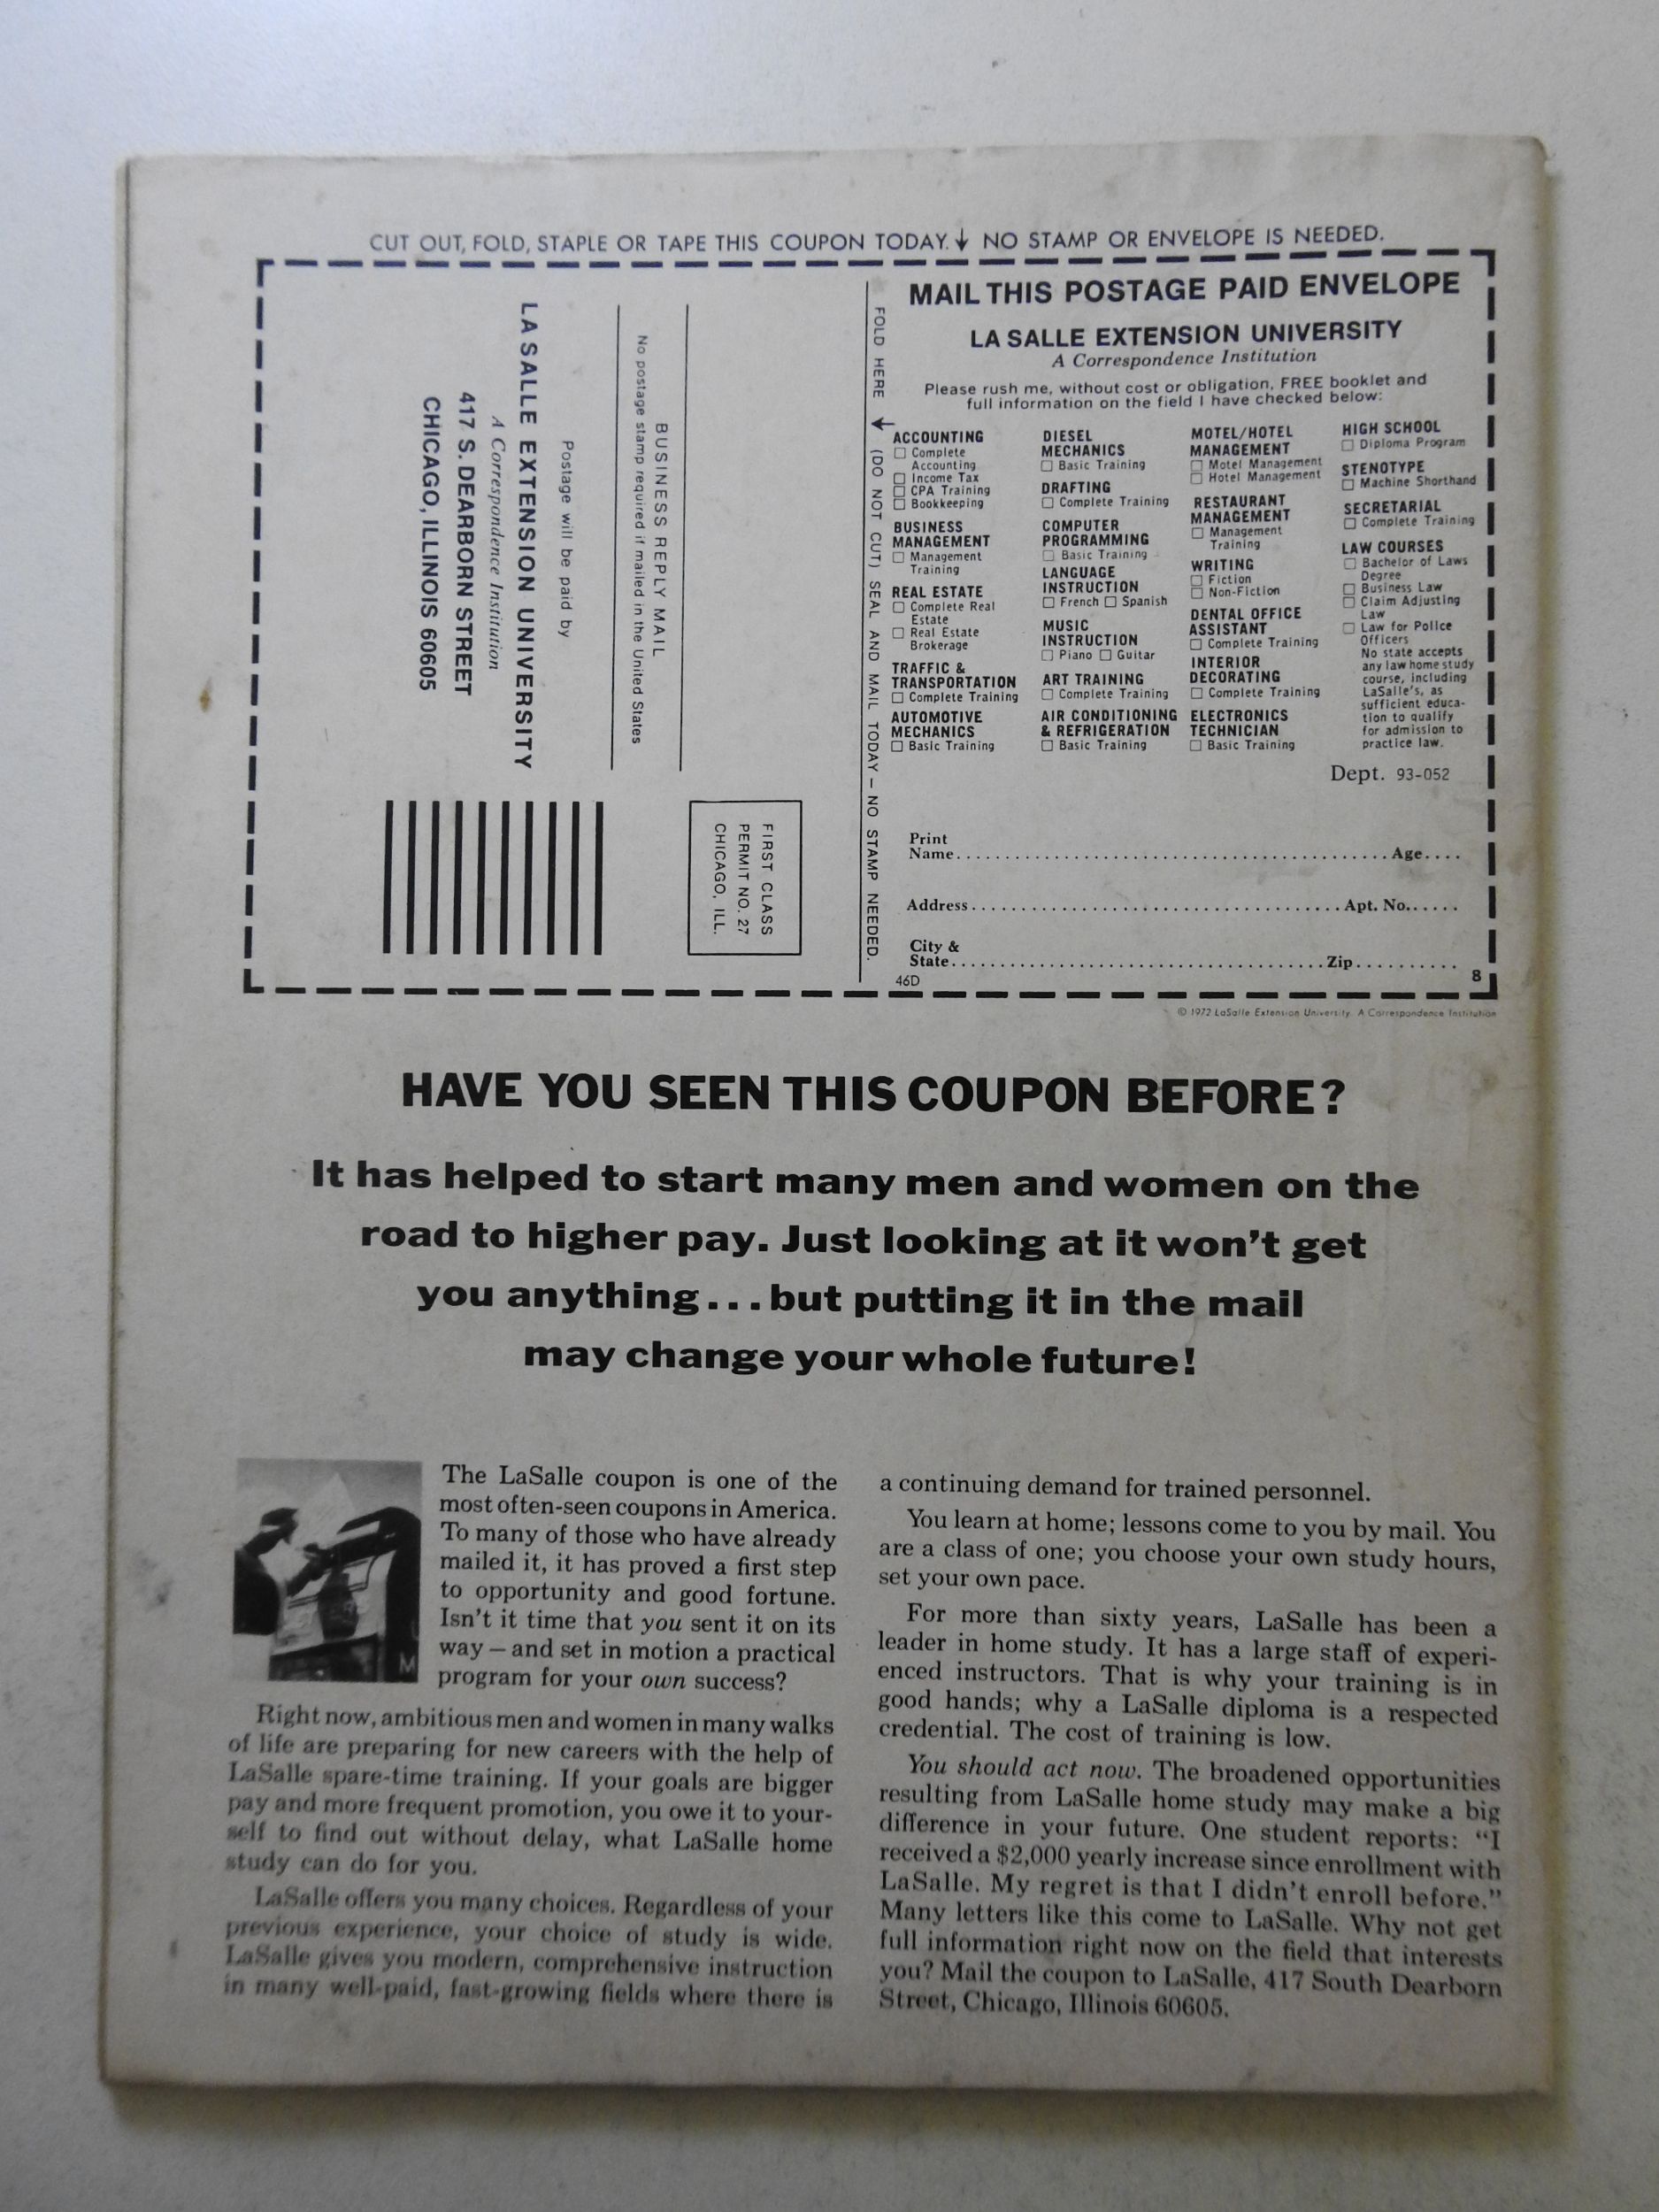 CUT OUT, FOLD, STAPLE OR TAPE THIS COUPON TODAY. ↓ NO STAMP OR ENVELOPE IS NEEDED.
BUSINESS REPLY MAIL
No postage stamp required if mailed in the United States
Postage will be paid by
LA SALLE EXTENSION UNIVERSITY
A Correspondence Institution
417 S. DEARBORN STREET
CHICAGO, ILLINOIS 60605
FIRST CLASS
PERMIT NO. 27
CHICAGO, ILL.
FOLD HERE ↓ (DO NOT CUT) SEAL AND MAIL TODAY — NO STAMP NEEDED.
MAIL THIS POSTAGE PAID ENVELOPE
LA SALLE EXTENSION UNIVERSITY
A Correspondence Institution
Please rush me, without cost or obligation, FREE booklet and
full information on the field I have checked below:
ACCOUNTING
☐ Complete
Accounting
☐ Income Tax
☐ CPA Training
☐ Bookkeeping
BUSINESS
MANAGEMENT
☐ Management
Training
REAL ESTATE
☐ Complete Real
Estate
☐ Real Estate
Brokerage
TRAFFIC &
TRANSPORTATION
☐ Complete Training
AUTOMOTIVE
MECHANICS
☐ Basic Training
DIESEL
MECHANICS
☐ Basic Training
DRAFTING
☐ Complete Training
COMPUTER
PROGRAMMING
☐ Basic Training
LANGUAGE
INSTRUCTION
☐ French ☐ Spanish
MUSIC
INSTRUCTION
☐ Piano ☐ Guitar
ART TRAINING
☐ Complete Training
AIR CONDITIONING
& REFRIGERATION
☐ Basic Training
MOTEL/HOTEL
MANAGEMENT
☐ Motel Management
☐ Hotel Management
RESTAURANT
MANAGEMENT
☐ Management
Training
WRITING
☐ Fiction
☐ Non-Fiction
DENTAL OFFICE
ASSISTANT
☐ Complete Training
INTERIOR
DECORATING
☐ Complete Training
ELECTRONICS
TECHNICIAN
☐ Basic Training
HIGH SCHOOL
☐ Diploma Program
STENOTYPE
☐ Machine Shorthand
SECRETARIAL
☐ Complete Training
LAW COURSES
☐ Bachelor of Laws
Degree
☐ Business Law
☐ Claim Adjusting
Law
☐ Law for Police
Officers
No state accepts
any law home study
course, including
LaSalle's, as
sufficient educa-
tion to qualify
for admission to
practice law.
Dept. 93-052
Print
Name.............................................Age....
Address.......................................Apt. No......
City &
State........................................Zip..........
46D
8
© 1972 LaSalle Extension University. A Correspondence Institution
HAVE YOU SEEN THIS COUPON BEFORE?
It has helped to start many men and women on the
road to higher pay. Just looking at it won't get
you anything...but putting it in the mail
may change your whole future!
M
The LaSalle coupon is one of the
most often-seen coupons in America.
To many of those who have already
mailed it, it has proved a first step
to opportunity and good fortune.
Isn't it time that you sent it on its
way — and set in motion a practical
program for your own success?
Right now, ambitious men and women in many walks
of life are preparing for new careers with the help of
LaSalle spare-time training. If your goals are bigger
pay and more frequent promotion, you owe it to your-
self to find out without delay, what LaSalle home
study can do for you.
LaSalle offers you many choices. Regardless of your
previous experience, your choice of study is wide.
LaSalle gives you modern, comprehensive instruction
in many well-paid, fast-growing fields where there is
a continuing demand for trained personnel.
You learn at home; lessons come to you by mail. You
are a class of one; you choose your own study hours,
set your own pace.
For more than sixty years, LaSalle has been a
leader in home study. It has a large staff of experi-
enced instructors. That is why your training is in
good hands; why a LaSalle diploma is a respected
credential. The cost of training is low.
You should act now. The broadened opportunities
resulting from LaSalle home study may make a big
difference in your future. One student reports: "I
received a $2,000 yearly increase since enrollment with
LaSalle. My regret is that I didn't enroll before."
Many letters like this come to LaSalle. Why not get
full information right now on the field that interests
you? Mail the coupon to LaSalle, 417 South Dearborn
Street, Chicago, Illinois 60605.